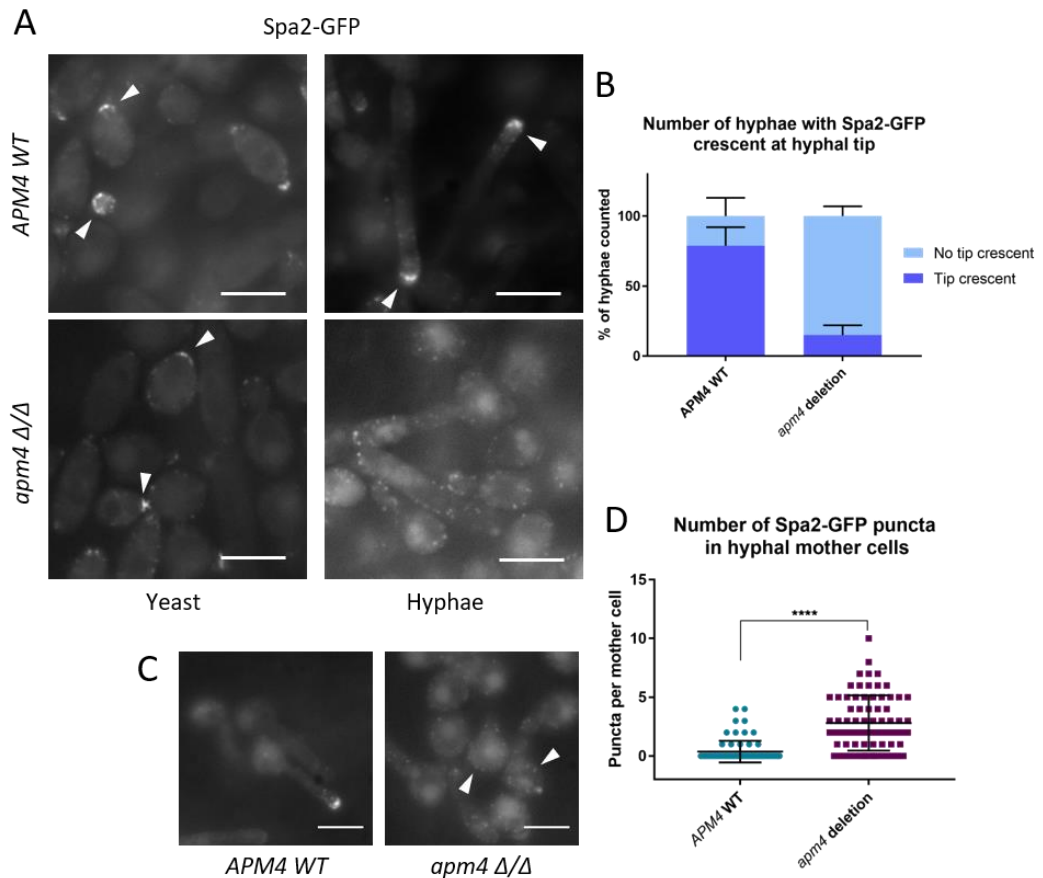 A
Spa2-GFP
APM4 WT
apm4 Δ/Δ
Yeast
Hyphae
B
Number of hyphae with Spa2-GFP
crescent at hyphal tip
% of hyphae counted
100
50
0
APM4 WT
apm4 deletion
No tip crescent
Tip crescent
C
APM4 WT
apm4 Δ/Δ
D
Number of Spa2-GFP puncta
in hyphal mother cells
Puncta per mother cell
15
10
5
0
****
APM4 WT
apm4 deletion